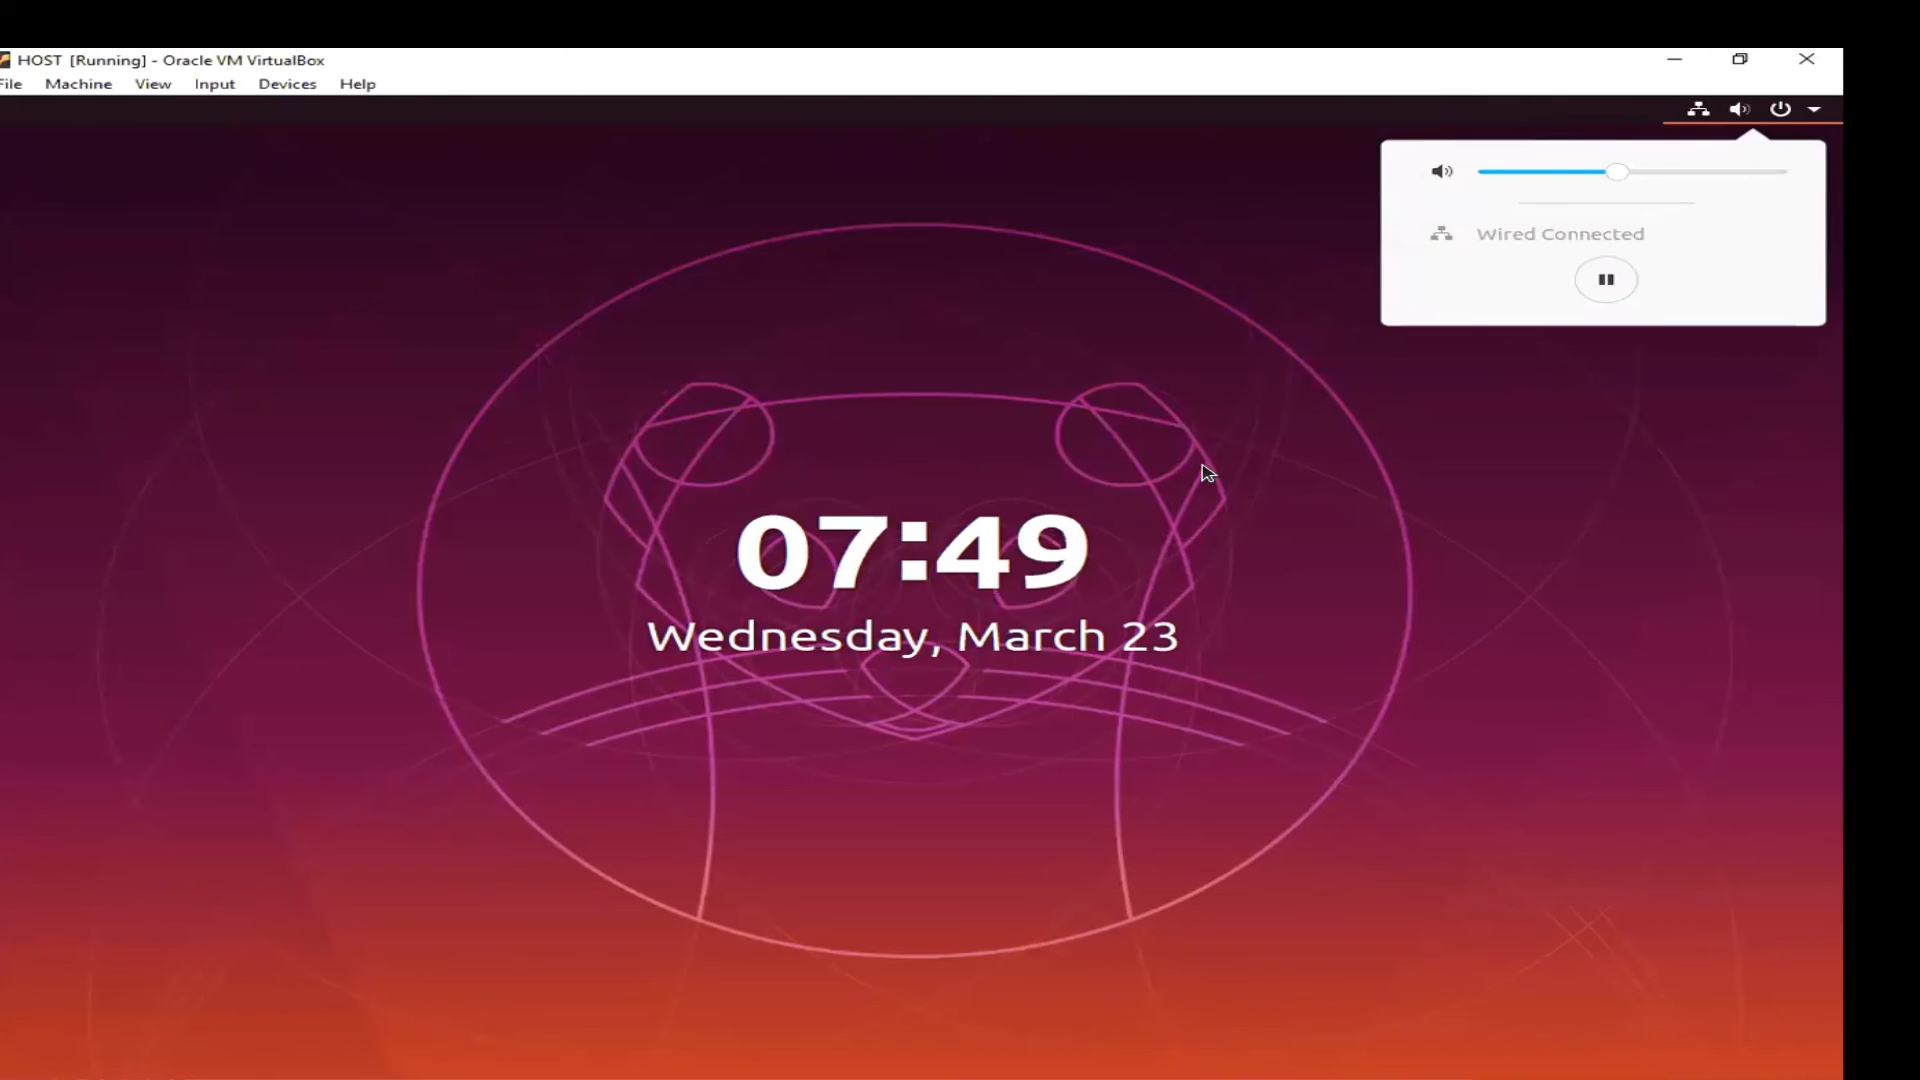 HOST [Running] - Oracle VM VirtualBox
File Machine View Input Devices Help
Wired Connected
07:49
Wednesday, March 23